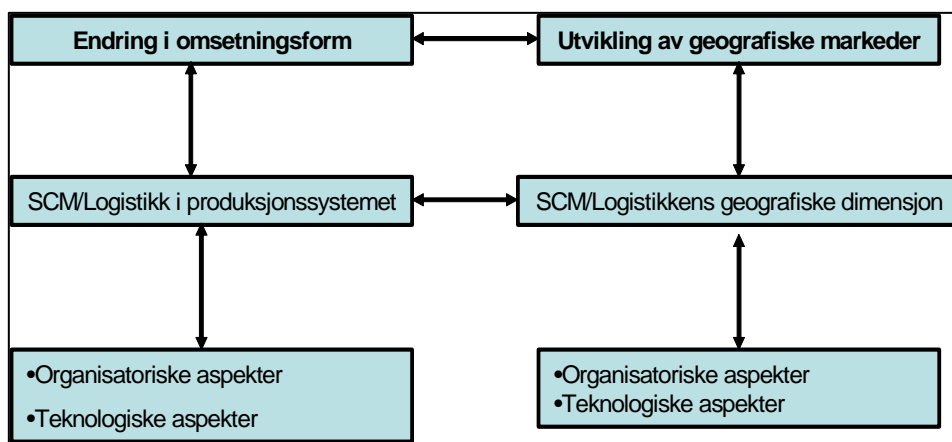 Endring i omsetningsform
Utvikling av geografiske markeder
SCM/Logistikk i produksjonssystemet
SCM/Logistikkens geografiske dimensjon
•Organisatoriske aspekter
•Teknologiske aspekter
•Organisatoriske aspekter
•Teknologiske aspekter